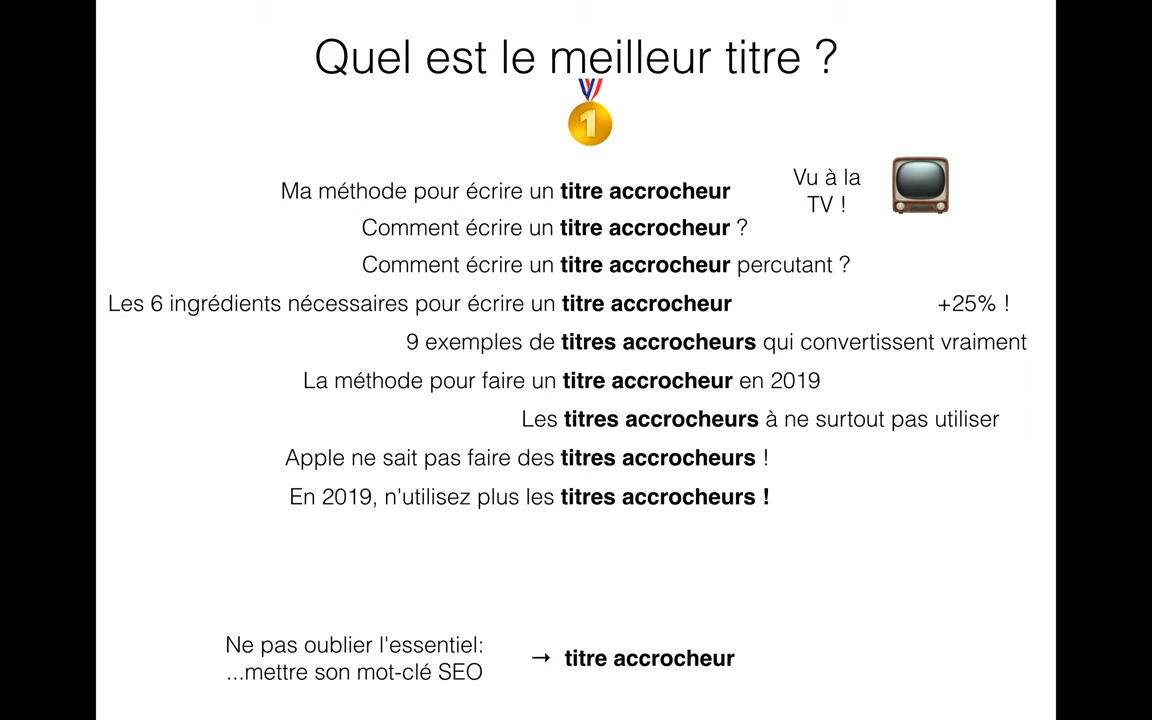 Quel est le meilleur titre ?
1
Ma méthode pour écrire un titre accrocheur
Vu à la
TV !
Comment écrire un titre accrocheur ?
Comment écrire un titre accrocheur percutant ?
Les 6 ingrédients nécessaires pour écrire un titre accrocheur
+25% !
9 exemples de titres accrocheurs qui convertissent vraiment
La méthode pour faire un titre accrocheur en 2019
Les titres accrocheurs à ne surtout pas utiliser
Apple ne sait pas faire des titres accrocheurs !
En 2019, n'utilisez plus les titres accrocheurs !
Ne pas oublier l'essentiel:
...mettre son mot-clé SEO
→ titre accrocheur